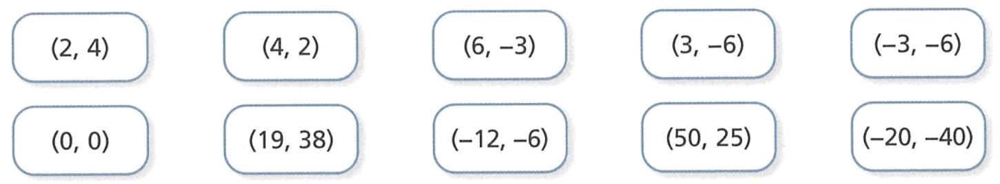 (2, 4) (4, 2) (6, –3) (3, –6) (–3, –6)
(0, 0) (19, 38) (–12, –6) (50, 25) (–20, –40)